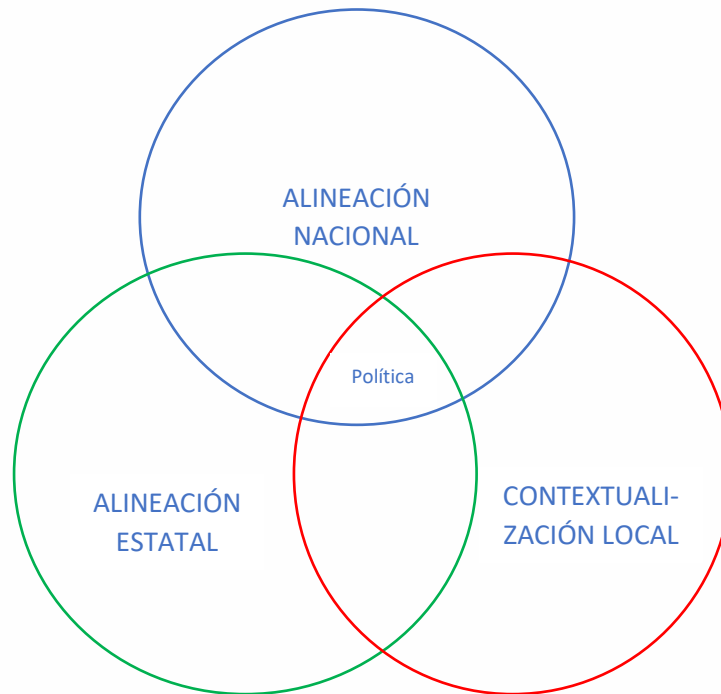 ALINEACIÓN
NACIONAL
Política
ALINEACIÓN
ESTATAL
CONTEXTUALI-
ZACIÓN LOCAL